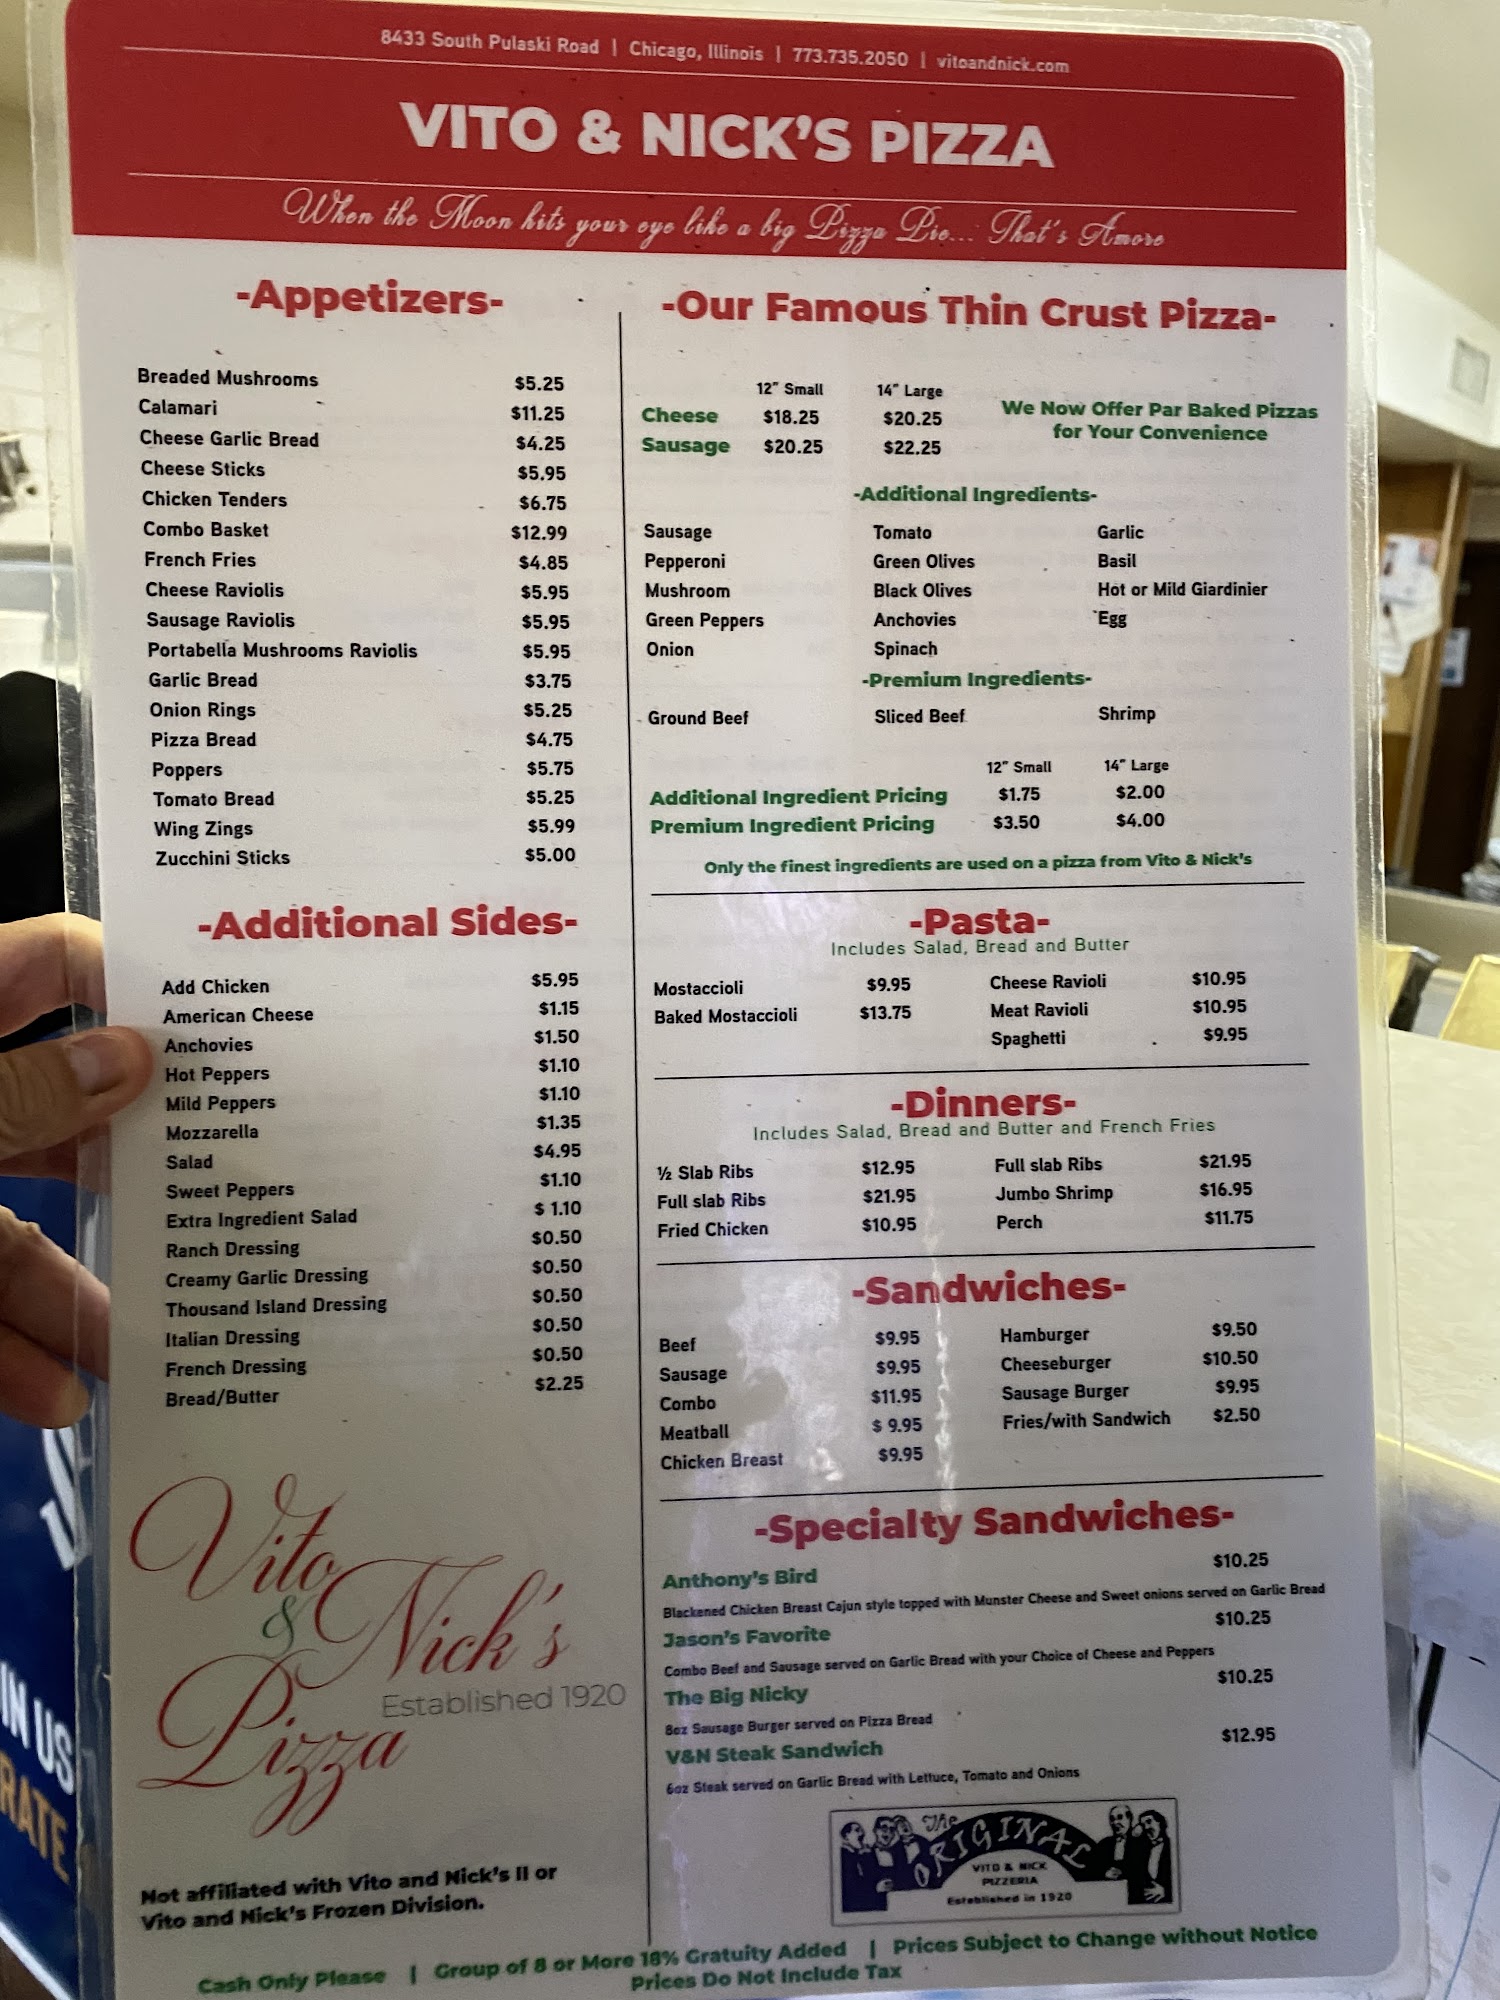 8433 South Pulaski Road | Chicago, Illinois | 773.735.2050 | vitoandnick.com
VITO & NICK'S PIZZA
When the Moon hits your eye like a big Pizza Pie... That's Amore
-Appetizers-
Breaded Mushrooms $5.25
Calamari $11.25
Cheese Garlic Bread $4.25
Cheese Sticks $5.95
Chicken Tenders $6.75
Combo Basket $12.99
French Fries $4.85
Cheese Raviolis $5.95
Sausage Raviolis $5.95
Portabella Mushrooms Raviolis $5.95
Garlic Bread $3.75
Onion Rings $5.25
Pizza Bread $4.75
Poppers $5.75
Tomato Bread $5.25
Wing Zings $5.99
Zucchini Sticks $5.00
-Additional Sides-
Add Chicken $5.95
American Cheese $1.15
Anchovies $1.50
Hot Peppers $1.10
Mild Peppers $1.10
Mozzarella $1.35
Salad $4.95
Sweet Peppers $1.10
Extra Ingredient Salad $ 1.10
Ranch Dressing $0.50
Creamy Garlic Dressing $0.50
Thousand Island Dressing $0.50
Italian Dressing $0.50
French Dressing $0.50
Bread/Butter $2.25
Vito
& Nick's
Pizza
Established 1920
Not affiliated with Vito and Nick's II or
Vito and Nick's Frozen Division.
-Our Famous Thin Crust Pizza-
12" Small 14" Large
Cheese $18.25 $20.25
Sausage $20.25 $22.25
We Now Offer Par Baked Pizzas
for Your Convenience
-Additional Ingredients-
Sausage Tomato Garlic
Pepperoni Green Olives Basil
Mushroom Black Olives Hot or Mild Giardinier
Green Peppers Anchovies Egg
Onion Spinach
-Premium Ingredients-
Ground Beef Sliced Beef Shrimp
12" Small 14" Large
Additional Ingredient Pricing $1.75 $2.00
Premium Ingredient Pricing $3.50 $4.00
Only the finest ingredients are used on a pizza from Vito & Nick's
-Pasta-
Includes Salad, Bread and Butter
Mostaccioli $9.95 Cheese Ravioli $10.95
Baked Mostaccioli $13.75 Meat Ravioli $10.95
Spaghetti $9.95
-Dinners-
Includes Salad, Bread and Butter and French Fries
½ Slab Ribs $12.95 Full slab Ribs $21.95
Full slab Ribs $21.95 Jumbo Shrimp $16.95
Fried Chicken $10.95 Perch $11.75
-Sandwiches-
Beef $9.95 Hamburger $9.50
Sausage $9.95 Cheeseburger $10.50
Combo $11.95 Sausage Burger $9.95
Meatball $ 9.95 Fries/with Sandwich $2.50
Chicken Breast $9.95
-Specialty Sandwiches-
Anthony's Bird $10.25
Blackened Chicken Breast Cajun style topped with Munster Cheese and Sweet onions served on Garlic Bread
Jason's Favorite $10.25
Combo Beef and Sausage served on Garlic Bread with your Choice of Cheese and Peppers
The Big Nicky $10.25
8oz Sausage Burger served on Pizza Bread
V&N Steak Sandwich $12.95
6oz Steak served on Garlic Bread with Lettuce, Tomato and Onions
The
ORIGINAL
VITO & NICK
PIZZERIA
Established in 1920
Cash Only Please | Group of 8 or More 18% Gratuity Added | Prices Subject to Change without Notice
Prices Do Not Include Tax
IN US
RATE